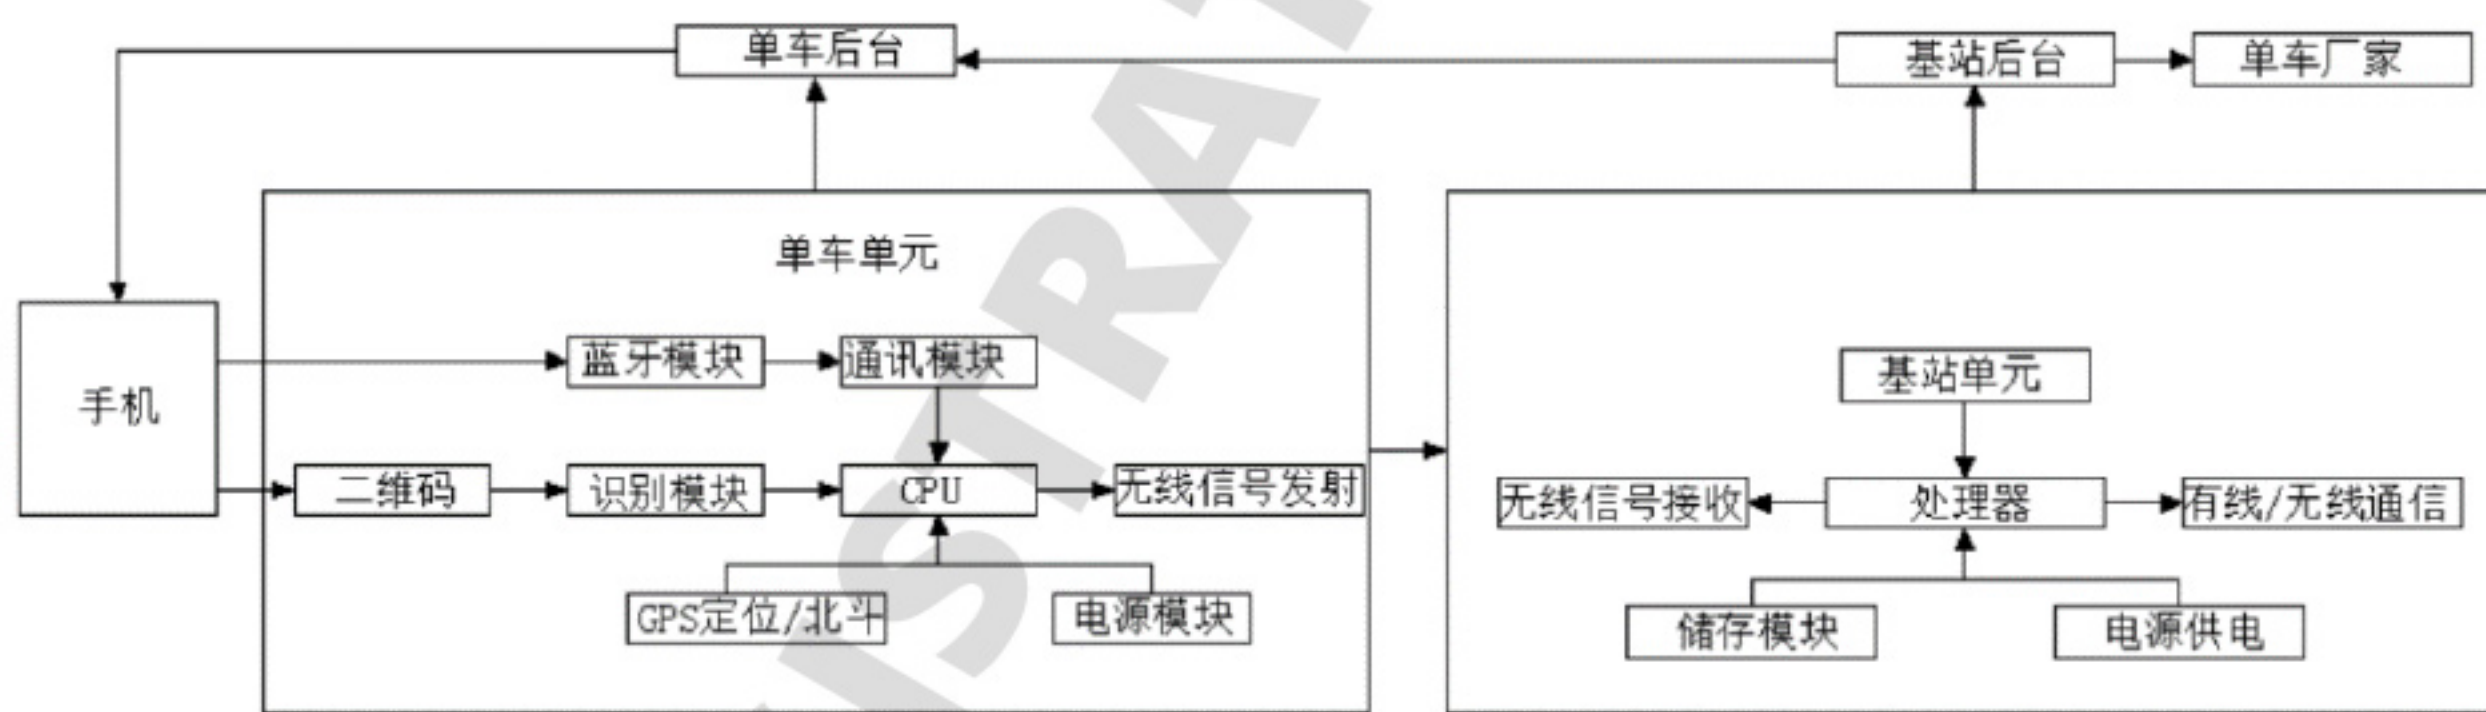 单车后台
基站后台
单车厂家
单车单元
手机
蓝牙模块
通讯模块
二维码
识别模块
CPU
无线信号发射
GPS定位/北斗
电源模块
基站单元
无线信号接收
处理器
有线/无线通信
储存模块
电源供电